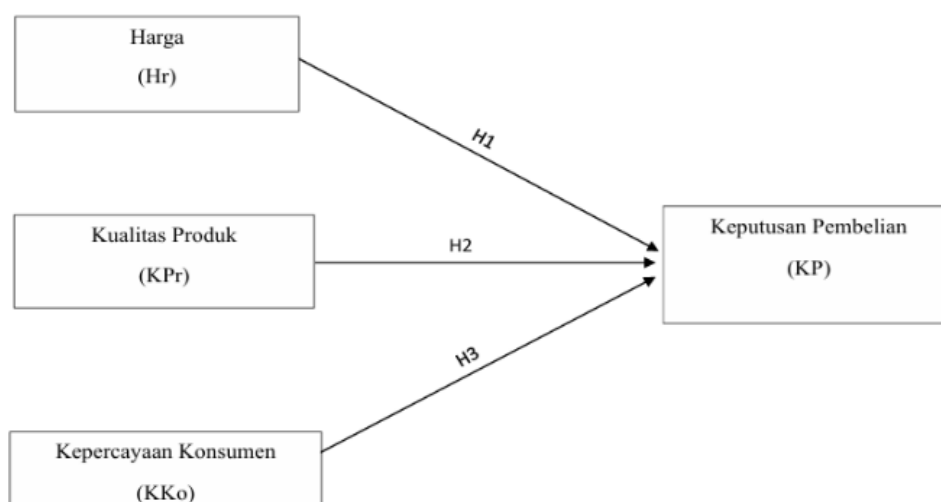 Harga
(Hr)
H1
Kualitas Produk
(KPr)
H2
Keputusan Pembelian
(KP)
H3
Kepercayaan Konsumen
(KKo)